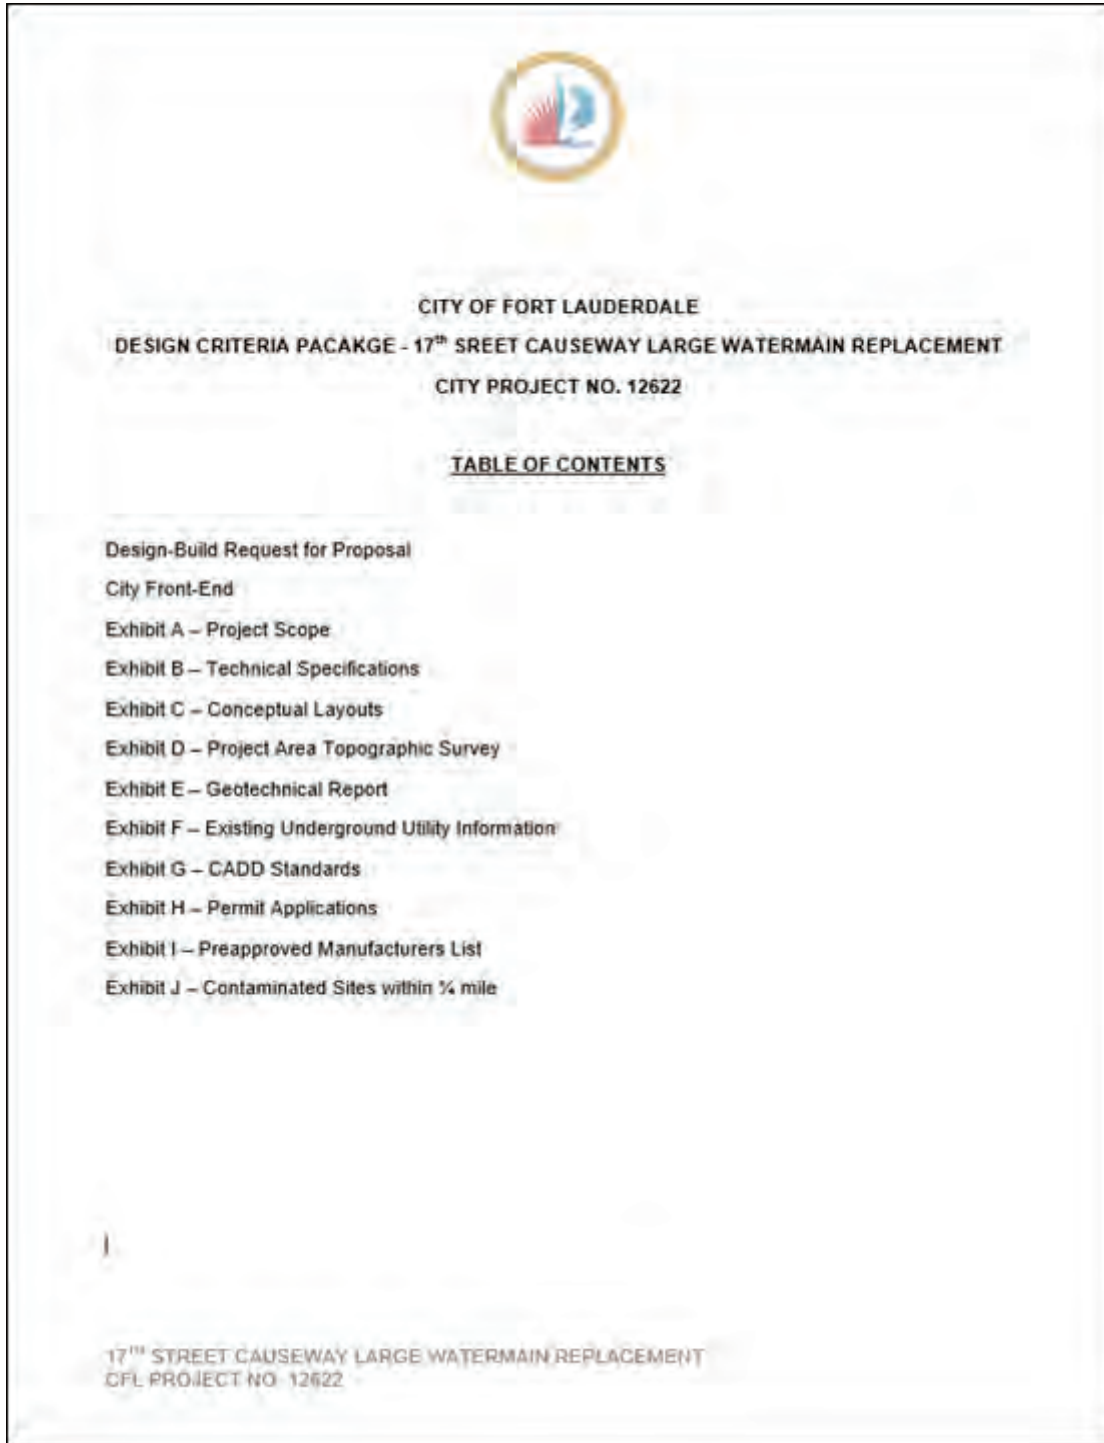 CITY OF FORT LAUDERDALE
DESIGN CRITERIA PACAKGE - 17th SREET CAUSEWAY LARGE WATERMAIN REPLACEMENT
CITY PROJECT NO. 12622
TABLE OF CONTENTS
Design-Build Request for Proposal
City Front-End
Exhibit A – Project Scope
Exhibit B – Technical Specifications
Exhibit C – Conceptual Layouts
Exhibit D – Project Area Topographic Survey
Exhibit E – Geotechnical Report
Exhibit F – Existing Underground Utility Information
Exhibit G – CADD Standards
Exhibit H – Permit Applications
Exhibit I – Preapproved Manufacturers List
Exhibit J – Contaminated Sites within ¼ mile
17TH STREET CAUSEWAY LARGE WATERMAIN REPLACEMENT
CFL PROJECT NO. 12622